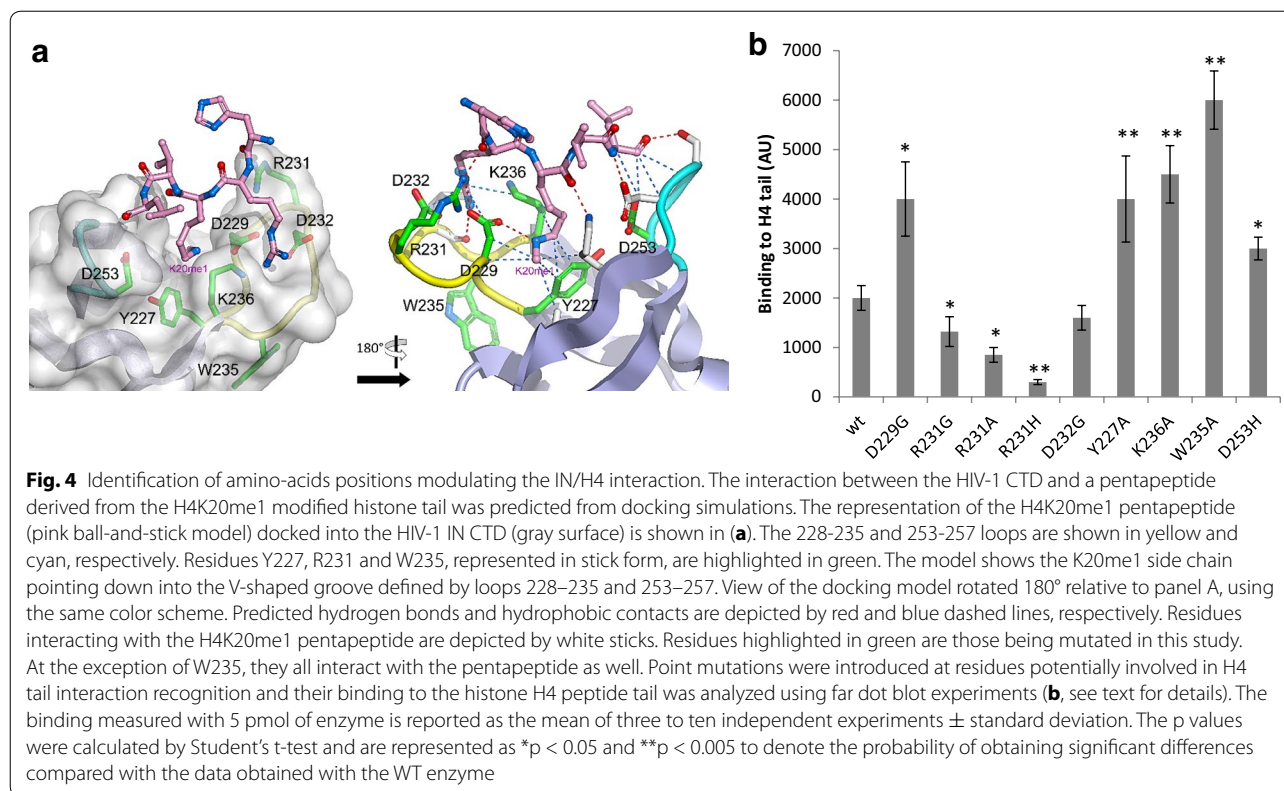 a
R231
D229
D232
K20me1
D253
K236
Y227
W235
180°
K236
D232
R231
D229
K20me1
D253
W235
Y227
b
Binding to H4 tail (AU)
7000
6000
5000
4000
3000
2000
1000
0
*
*
*
**
**
**
**
*
wt
D229G
R231G
R231A
R231H
D232G
Y227A
K236A
W235A
D253H
Fig. 4 Identification of amino-acids positions modulating the IN/H4 interaction. The interaction between the HIV-1 CTD and a pentapeptide
derived from the H4K20me1 modified histone tail was predicted from docking simulations. The representation of the H4K20me1 pentapeptide
(pink ball-and-stick model) docked into the HIV-1 IN CTD (gray surface) is shown in (a). The 228-235 and 253-257 loops are shown in yellow and
cyan, respectively. Residues Y227, R231 and W235, represented in stick form, are highlighted in green. The model shows the K20me1 side chain
pointing down into the V-shaped groove defined by loops 228–235 and 253–257. View of the docking model rotated 180° relative to panel A, using
the same color scheme. Predicted hydrogen bonds and hydrophobic contacts are depicted by red and blue dashed lines, respectively. Residues
interacting with the H4K20me1 pentapeptide are depicted by white sticks. Residues highlighted in green are those being mutated in this study.
At the exception of W235, they all interact with the pentapeptide as well. Point mutations were introduced at residues potentially involved in H4
tail interaction recognition and their binding to the histone H4 peptide tail was analyzed using far dot blot experiments (b, see text for details). The
binding measured with 5 pmol of enzyme is reported as the mean of three to ten independent experiments ± standard deviation. The p values
were calculated by Student's t-test and are represented as *p < 0.05 and **p < 0.005 to denote the probability of obtaining significant differences
compared with the data obtained with the WT enzyme